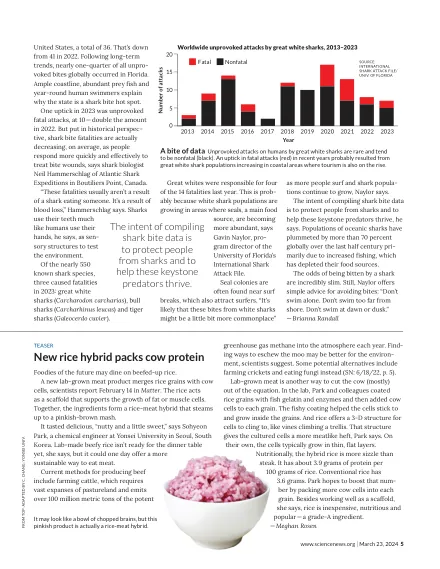 United States, a total of 36. That's down
from 41 in 2022. Following long-term
trends, nearly one-quarter of all unpro-
voked bites globally occurred in Florida.
Ample coastline, abundant prey fish and
year-round human swimmers explain
why the state is a shark bite hot spot.
One uptick in 2023 was unprovoked
fatal attacks, at 10 — double the amount
in 2022. But put in historical perspec-
tive, shark bite fatalities are actually
decreasing, on average, as people
respond more quickly and effectively to
treat bite wounds, says shark biologist
Neil Hammerschlag of Atlantic Shark
Expeditions in Boutliers Point, Canada.
"These fatalities usually aren't a result
of a shark eating someone. It's a result of
blood loss," Hammerschlag says. Sharks
use their teeth much
like humans use their
hands, he says, as sen-
sory structures to test
the environment.
Of the nearly 550
known shark species,
three caused fatalities
in 2023: great white
sharks (Carcharodon carcharias), bull
sharks (Carcharhinus leucas) and tiger
sharks (Galeocerdo cuvier).
Worldwide unprovoked attacks by great white sharks, 2013–2023
Fatal
Nonfatal
SOURCE:
INTERNATIONAL
SHARK ATTACK FILE/
UNIV. OF FLORIDA
Number of attacks
20
15
10
5
0
2013 2014 2015 2016 2017 2018 2019 2020 2021 2022 2023
Year
A bite of data Unprovoked attacks on humans by great white sharks are rare and tend
to be nonfatal (black). An uptick in fatal attacks (red) in recent years probably resulted from
great white shark populations increasing in coastal areas where tourism is also on the rise.
The intent of compiling
shark bite data is
to protect people
from sharks and to
help these keystone
predators thrive.
Great whites were responsible for four
of the 14 fatalities last year. This is prob-
ably because white shark populations are
growing in areas where seals, a main food
source, are becoming
more abundant, says
Gavin Naylor, pro-
gram director of the
University of Florida's
International Shark
Attack File.
Seal colonies are
often found near surf
breaks, which also attract surfers. "It's
likely that these bites from white sharks
might be a little bit more commonplace"
as more people surf and shark popula-
tions continue to grow, Naylor says.
The intent of compiling shark bite data
is to protect people from sharks and to
help these keystone predators thrive, he
says. Populations of oceanic sharks have
plummeted by more than 70 percent
globally over the last half century pri-
marily due to increased fishing, which
has depleted their food sources.
The odds of being bitten by a shark
are incredibly slim. Still, Naylor offers
simple advice for avoiding bites: "Don't
swim alone. Don't swim too far from
shore. Don't swim at dawn or dusk."
— Brianna Randall
TEASER
New rice hybrid packs cow protein
Foodies of the future may dine on beefed-up rice.
A new lab-grown meat product merges rice grains with cow
cells, scientists report February 14 in Matter. The rice acts
as a scaffold that supports the growth of fat or muscle cells.
Together, the ingredients form a rice-meat hybrid that steams
up to a pinkish-brown mash.
It tasted delicious, "nutty and a little sweet," says Sohyeon
Park, a chemical engineer at Yonsei University in Seoul, South
Korea. Lab-made beefy rice isn't ready for the dinner table
yet, she says, but it could one day offer a more
sustainable way to eat meat.
Current methods for producing beef
include farming cattle, which requires
vast expanses of pastureland and emits
over 100 million metric tons of the potent
It may look like a bowl of chopped brains, but this
pinkish product is actually a rice-meat hybrid.
greenhouse gas methane into the atmosphere each year. Find-
ing ways to eschew the moo may be better for the environ-
ment, scientists suggest. Some potential alternatives include
farming crickets and eating fungi instead (SN: 6/18/22, p. 5).
Lab-grown meat is another way to cut the cow (mostly)
out of the equation. In the lab, Park and colleagues coated
rice grains with fish gelatin and enzymes and then added cow
cells to each grain. The fishy coating helped the cells stick to
and grow inside the grains. And rice offers a 3-D structure for
cells to cling to, like vines climbing a trellis. That structure
gives the cultured cells a more meatlike heft, Park says. On
their own, the cells typically grow in thin, flat layers.
Nutritionally, the hybrid rice is more sizzle than
steak. It has about 3.9 grams of protein per
100 grams of rice. Conventional rice has
3.6 grams. Park hopes to boost that num-
ber by packing more cow cells into each
grain. Besides working well as a scaffold,
she says, rice is inexpensive, nutritious and
popular — a grade-A ingredient.
— Meghan Rosen
www.sciencenews.org | March 23, 2024 5